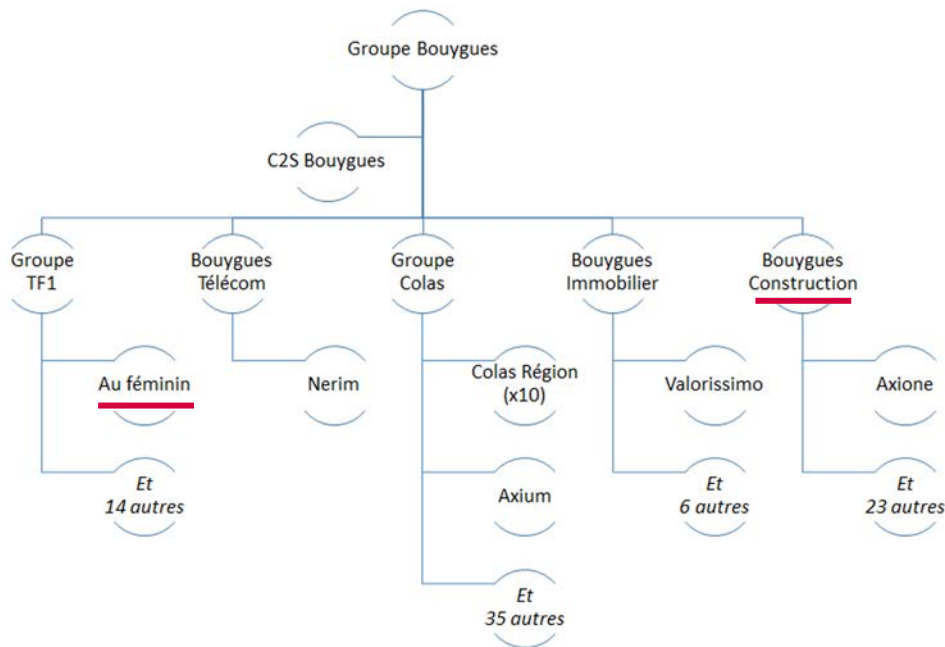 Groupe Bouygues
C2S Bouygues
Groupe
TF1
Bouygues
Télécom
Groupe
Colas
Bouygues
Immobilier
Bouygues
Construction
Au féminin
Nerim
Colas Région
(x10)
Valorissimo
Axione
Et
14 autres
Axium
Et
6 autres
Et
23 autres
Et
35 autres